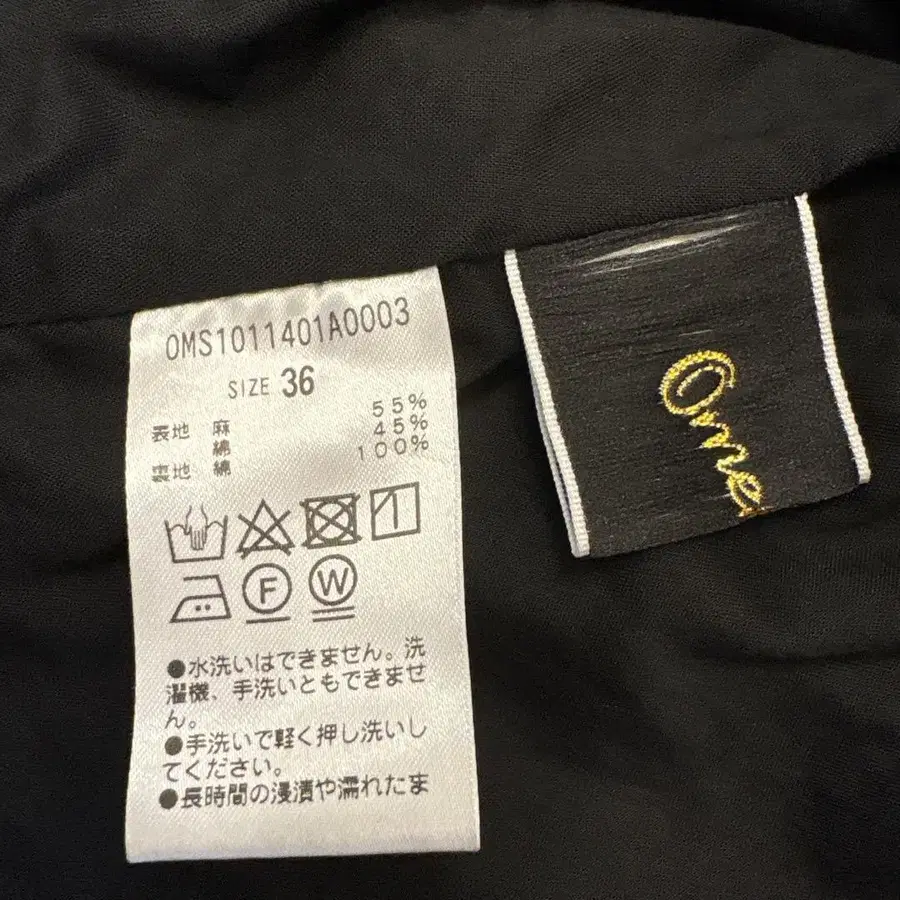 OMS1011401A0003
SIZE 36
表地 麻 55%
綿 45%
裏地 綿 100%
F W
●水洗いはできません。洗
濯機、手洗いともできませ
ん。
●手洗いで軽く押し洗いし
てください。
●長時間の浸漬や濡れたま
One